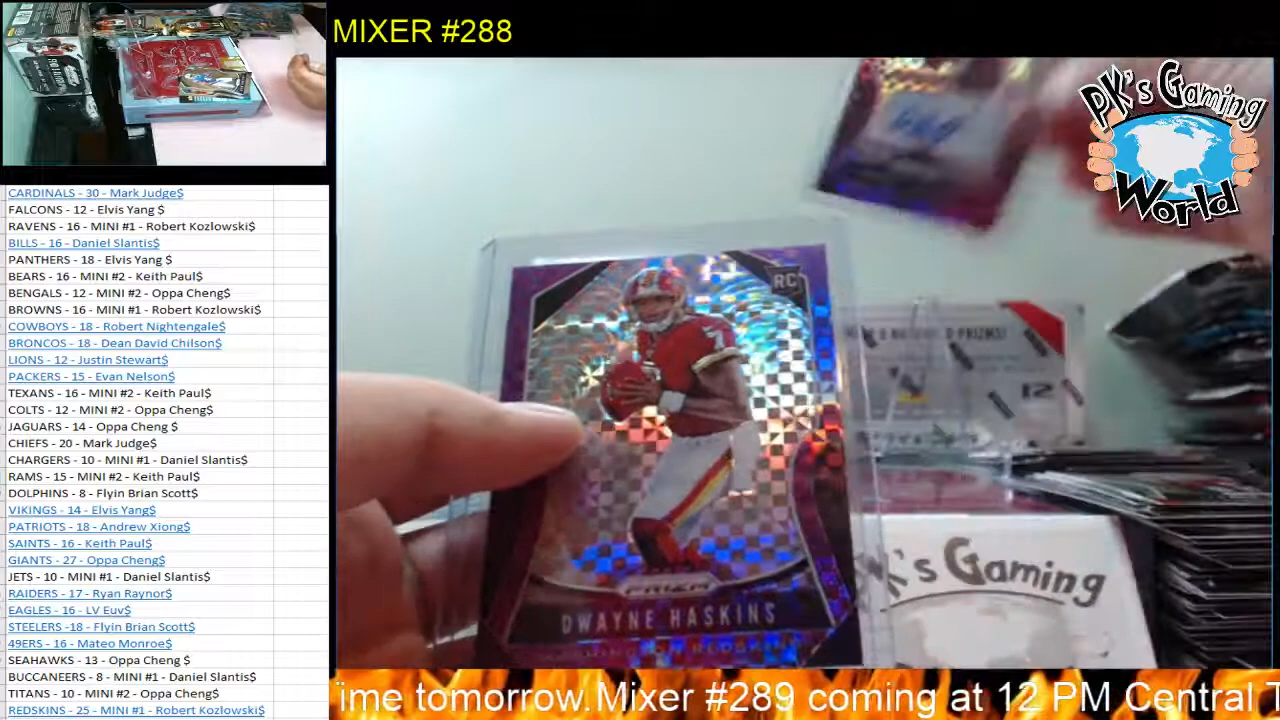 MIXER #288
PK's Gaming
World
CARDINALS - 30 - Mark Judge$
FALCONS - 12 - Elvis Yang $
RAVENS - 16 - MINI #1 - Robert Kozlowski$
BILLS - 16 - Daniel Slantis$
PANTHERS - 18 - Elvis Yang $
BEARS - 16 - MINI #2 - Keith Paul$
BENGALS - 12 - MINI #2 - Oppa Cheng$
BROWNS - 16 - MINI #1 - Robert Kozlowski$
COWBOYS - 18 - Robert Nightengale$
BRONCOS - 18 - Dean David Chilson$
LIONS - 12 - Justin Stewart$
PACKERS - 15 - Evan Nelson$
TEXANS - 16 - MINI #2 - Keith Paul$
COLTS - 12 - MINI #2 - Oppa Cheng$
JAGUARS - 14 - Oppa Cheng $
CHIEFS - 20 - Mark Judge$
CHARGERS - 10 - MINI #1 - Daniel Slantis$
RAMS - 15 - MINI #2 - Keith Paul$
DOLPHINS - 8 - Flyin Brian Scott$
VIKINGS - 14 - Elvis Yang$
PATRIOTS - 18 - Andrew Xiong$
SAINTS - 16 - Keith Paul$
GIANTS - 27 - Oppa Cheng$
JETS - 10 - MINI #1 - Daniel Slantis$
RAIDERS - 17 - Ryan Raynor$
EAGLES - 16 - LV Euv$
STEELERS -18 - Flyin Brian Scott$
49ERS - 16 - Mateo Monroe$
SEAHAWKS - 13 - Oppa Cheng $
BUCCANEERS - 8 - MINI #1 - Daniel Slantis$
TITANS - 10 - MINI #2 - Oppa Cheng$
REDSKINS - 25 - MINI #1 - Robert Kozlowski$
RC
PRIZM
DWAYNE HASKINS
PRIZMS!
12
's Gaming
ime tomorrow.Mixer #289 coming at 12 PM Central T